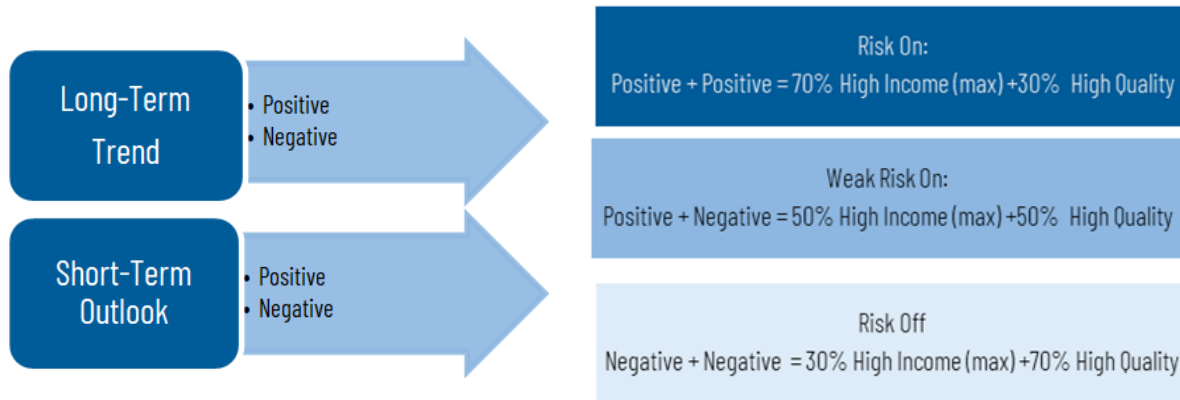 Long-Term
Trend
• Positive
• Negative
Short-Term
Outlook
• Positive
• Negative
Risk On:
Positive + Positive = 70% High Income (max) +30% High Quality
Weak Risk On:
Positive + Negative = 50% High Income (max) +50% High Quality
Risk Off
Negative + Negative = 30% High Income (max) +70% High Quality